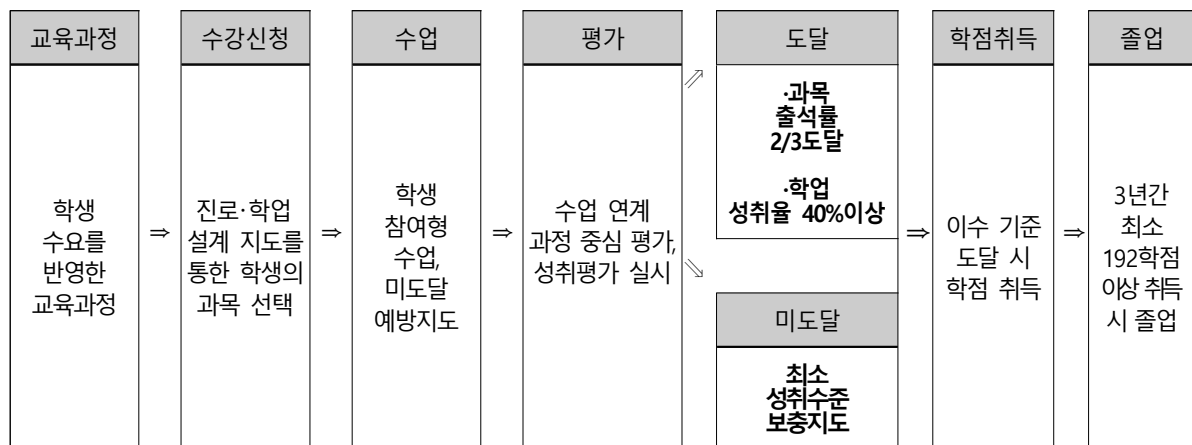 교육과정
학생
수요를
반영한
교육과정
⇒
수강신청
진로·학업
설계 지도를
통한 학생의
과목 선택
⇒
수업
학생
참여형
수업,
미도달
예방지도
⇒
평가
수업 연계
과정 중심 평가,
성취평가 실시
⇗
⇘
도달
·과목
출석률
2/3도달
·학업
성취율 40%이상
미도달
최소
성취수준
보충지도
⇒
학점취득
이수 기준
도달 시
학점 취득
⇒
졸업
3년간
최소
192학점
이상 취득
시 졸업